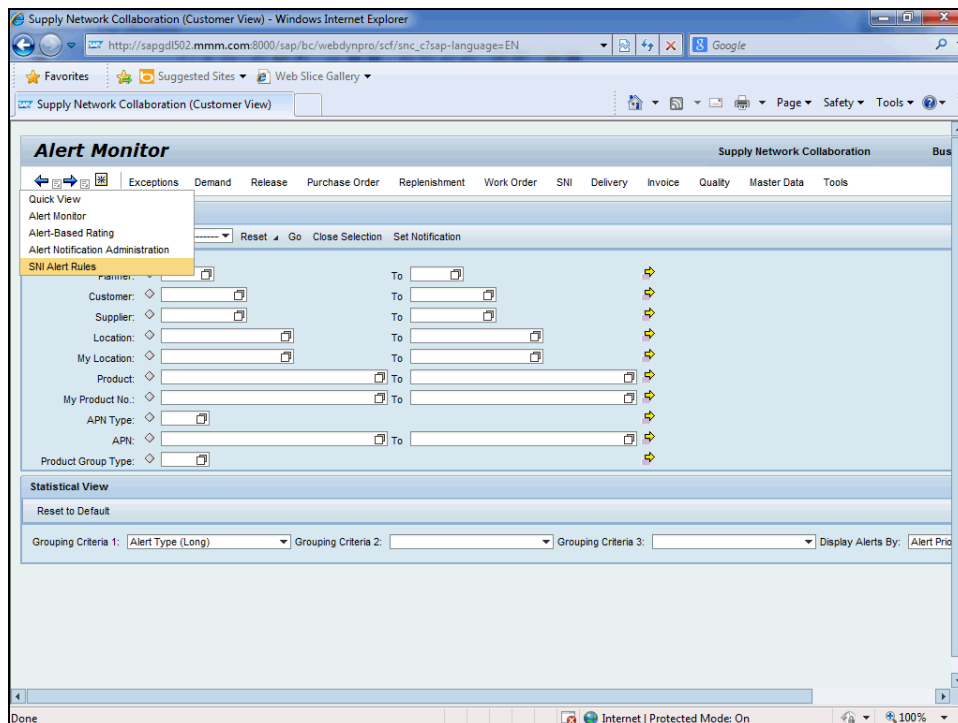 Supply Network Collaboration (Customer View) - Windows Internet Explorer
http://sapgdl502.mmm.com:8000/sap/bc/webdynpro/scf/snc_c?sap-language=EN
Google
Favorites Suggested Sites Web Slice Gallery
Supply Network Collaboration (Customer View) Page Safety Tools
Alert Monitor Supply Network Collaboration Bus
Exceptions Demand Release Purchase Order Replenishment Work Order SNI Delivery Invoice Quality Master Data Tools
Quick View
Alert Monitor
Alert-Based Rating
Alert Notification Administration
SNI Alert Rules
Reset Go Close Selection Set Notification
Planner: To
Customer: To
Supplier: To
Location: To
My Location: To
Product: To
My Product No.: To
APN Type:
APN: To
Product Group Type:
Statistical View
Reset to Default
Grouping Criteria 1: Alert Type (Long) Grouping Criteria 2: Grouping Criteria 3: Display Alerts By: Alert Prio
Done Internet | Protected Mode: On 100%